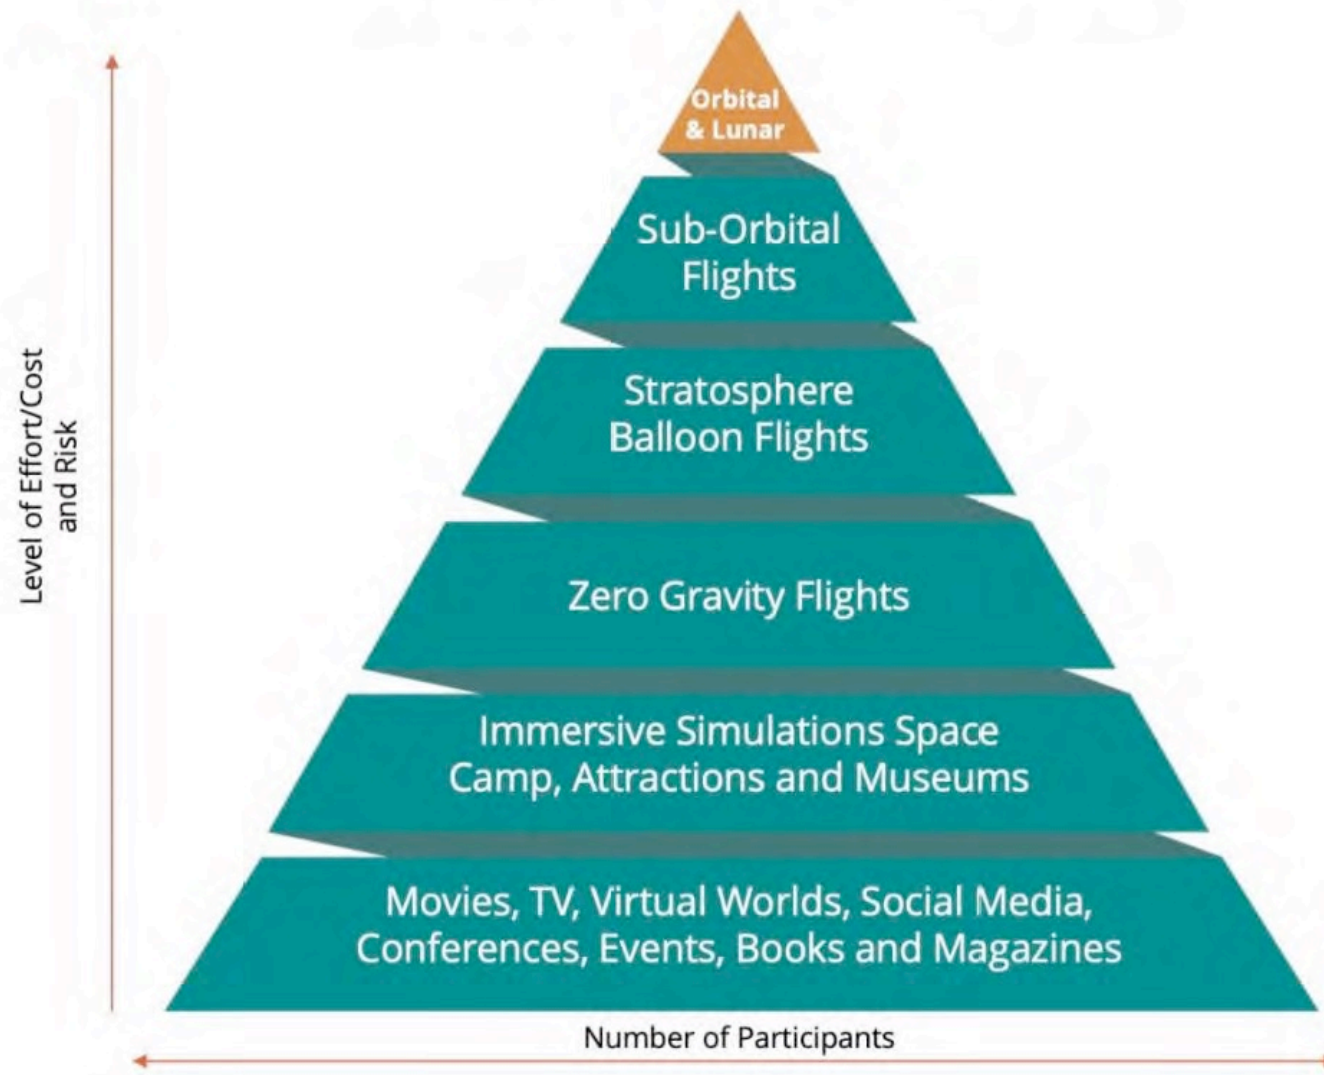 Orbital
& Lunar
Sub-Orbital
Flights
Stratosphere
Balloon Flights
Zero Gravity Flights
Immersive Simulations Space
Camp, Attractions and Museums
Movies, TV, Virtual Worlds, Social Media,
Conferences, Events, Books and Magazines
Level of Effort/Cost
and Risk
Number of Participants